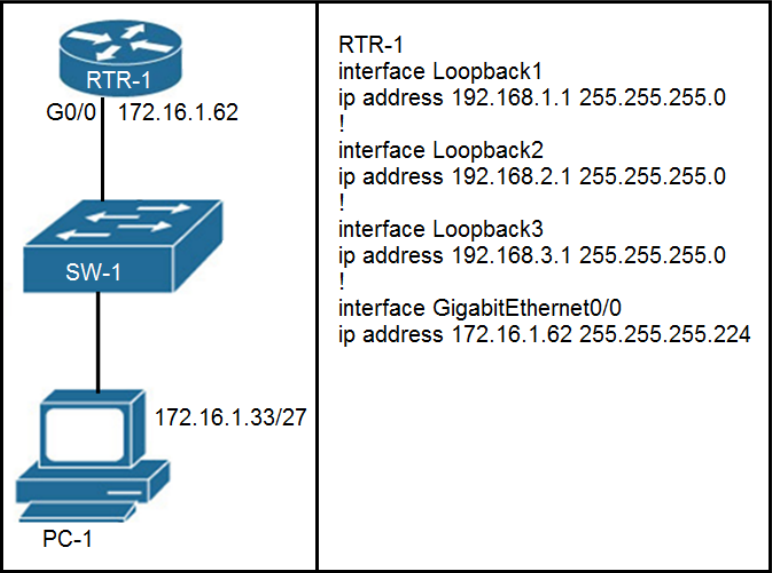 RTR-1
G0/0 172.16.1.62
SW-1
172.16.1.33/27
PC-1
RTR-1
interface Loopback1
ip address 192.168.1.1 255.255.255.0
!
interface Loopback2
ip address 192.168.2.1 255.255.255.0
!
interface Loopback3
ip address 192.168.3.1 255.255.255.0
!
interface GigabitEthernet0/0
ip address 172.16.1.62 255.255.255.224